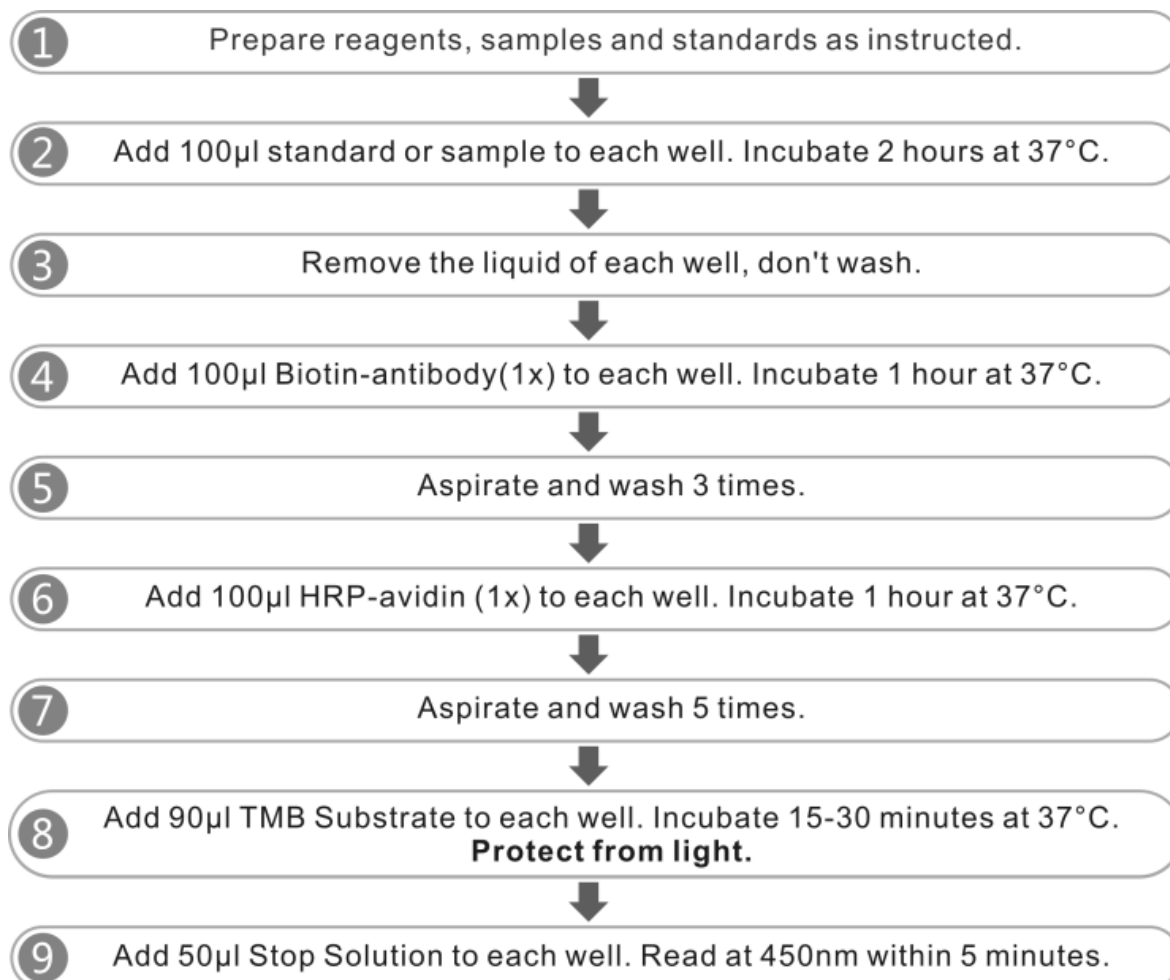 1 Prepare reagents, samples and standards as instructed.
2 Add 100μl standard or sample to each well. Incubate 2 hours at 37°C.
3 Remove the liquid of each well, don't wash.
4 Add 100μl Biotin-antibody(1x) to each well. Incubate 1 hour at 37°C.
5 Aspirate and wash 3 times.
6 Add 100μl HRP-avidin (1x) to each well. Incubate 1 hour at 37°C.
7 Aspirate and wash 5 times.
8 Add 90μl TMB Substrate to each well. Incubate 15-30 minutes at 37°C.
Protect from light.
9 Add 50μl Stop Solution to each well. Read at 450nm within 5 minutes.